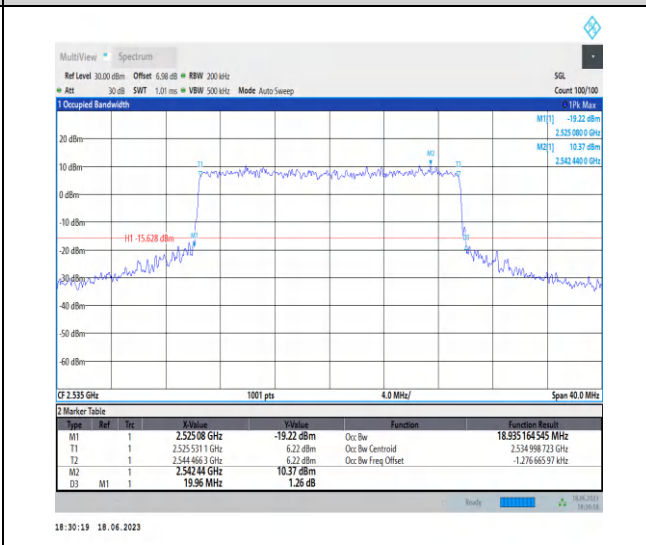 MultiView Spectrum
Ref Level 30.00 dBm Offset 6.98 dB RBW 200 kHz SGL
Att 30 dB SWT 1.01 ms VBW 500 kHz Mode Auto Sweep Count 100/100
1 Occupied Bandwidth 1Pk Max
M1[1] -19.22 dBm
2.525 080 0 GHz
M2[1] 10.37 dBm
2.542 440 0 GHz
20 dBm
M2
T1
10 dBm
0 dBm
-10 dBm
H1 -15.628 dBm
M1
-20 dBm
-30 dBm
-40 dBm
-50 dBm
-60 dBm
CF 2.535 GHz 1001 pts 4.0 MHz/ Span 40.0 MHz
2 Marker Table
Type Ref Trc X-Value Y-Value Function Function Result
M1 1 2.525 08 GHz -19.22 dBm Occ Bw 18.935 164 545 MHz
T1 1 2.525 531 1 GHz 6.22 dBm Occ Bw Centroid 2.534 998 723 GHz
T2 1 2.544 466 3 GHz 6.22 dBm Occ Bw Freq Offset -1.276 665 97 kHz
M2 1 2.542 44 GHz 10.37 dBm
D3 M1 1 19.96 MHz 1.26 dB
Ready 18.06.2023
18:30:18
18:30:19 18.06.2023